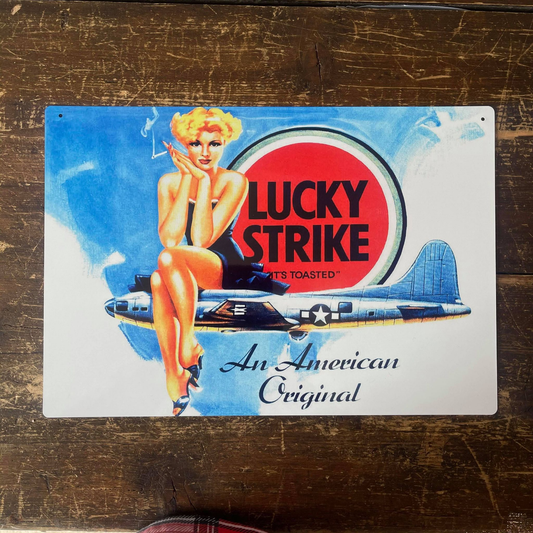 LUCKY
STRIKE
IT'S TOASTED"
An American
Original